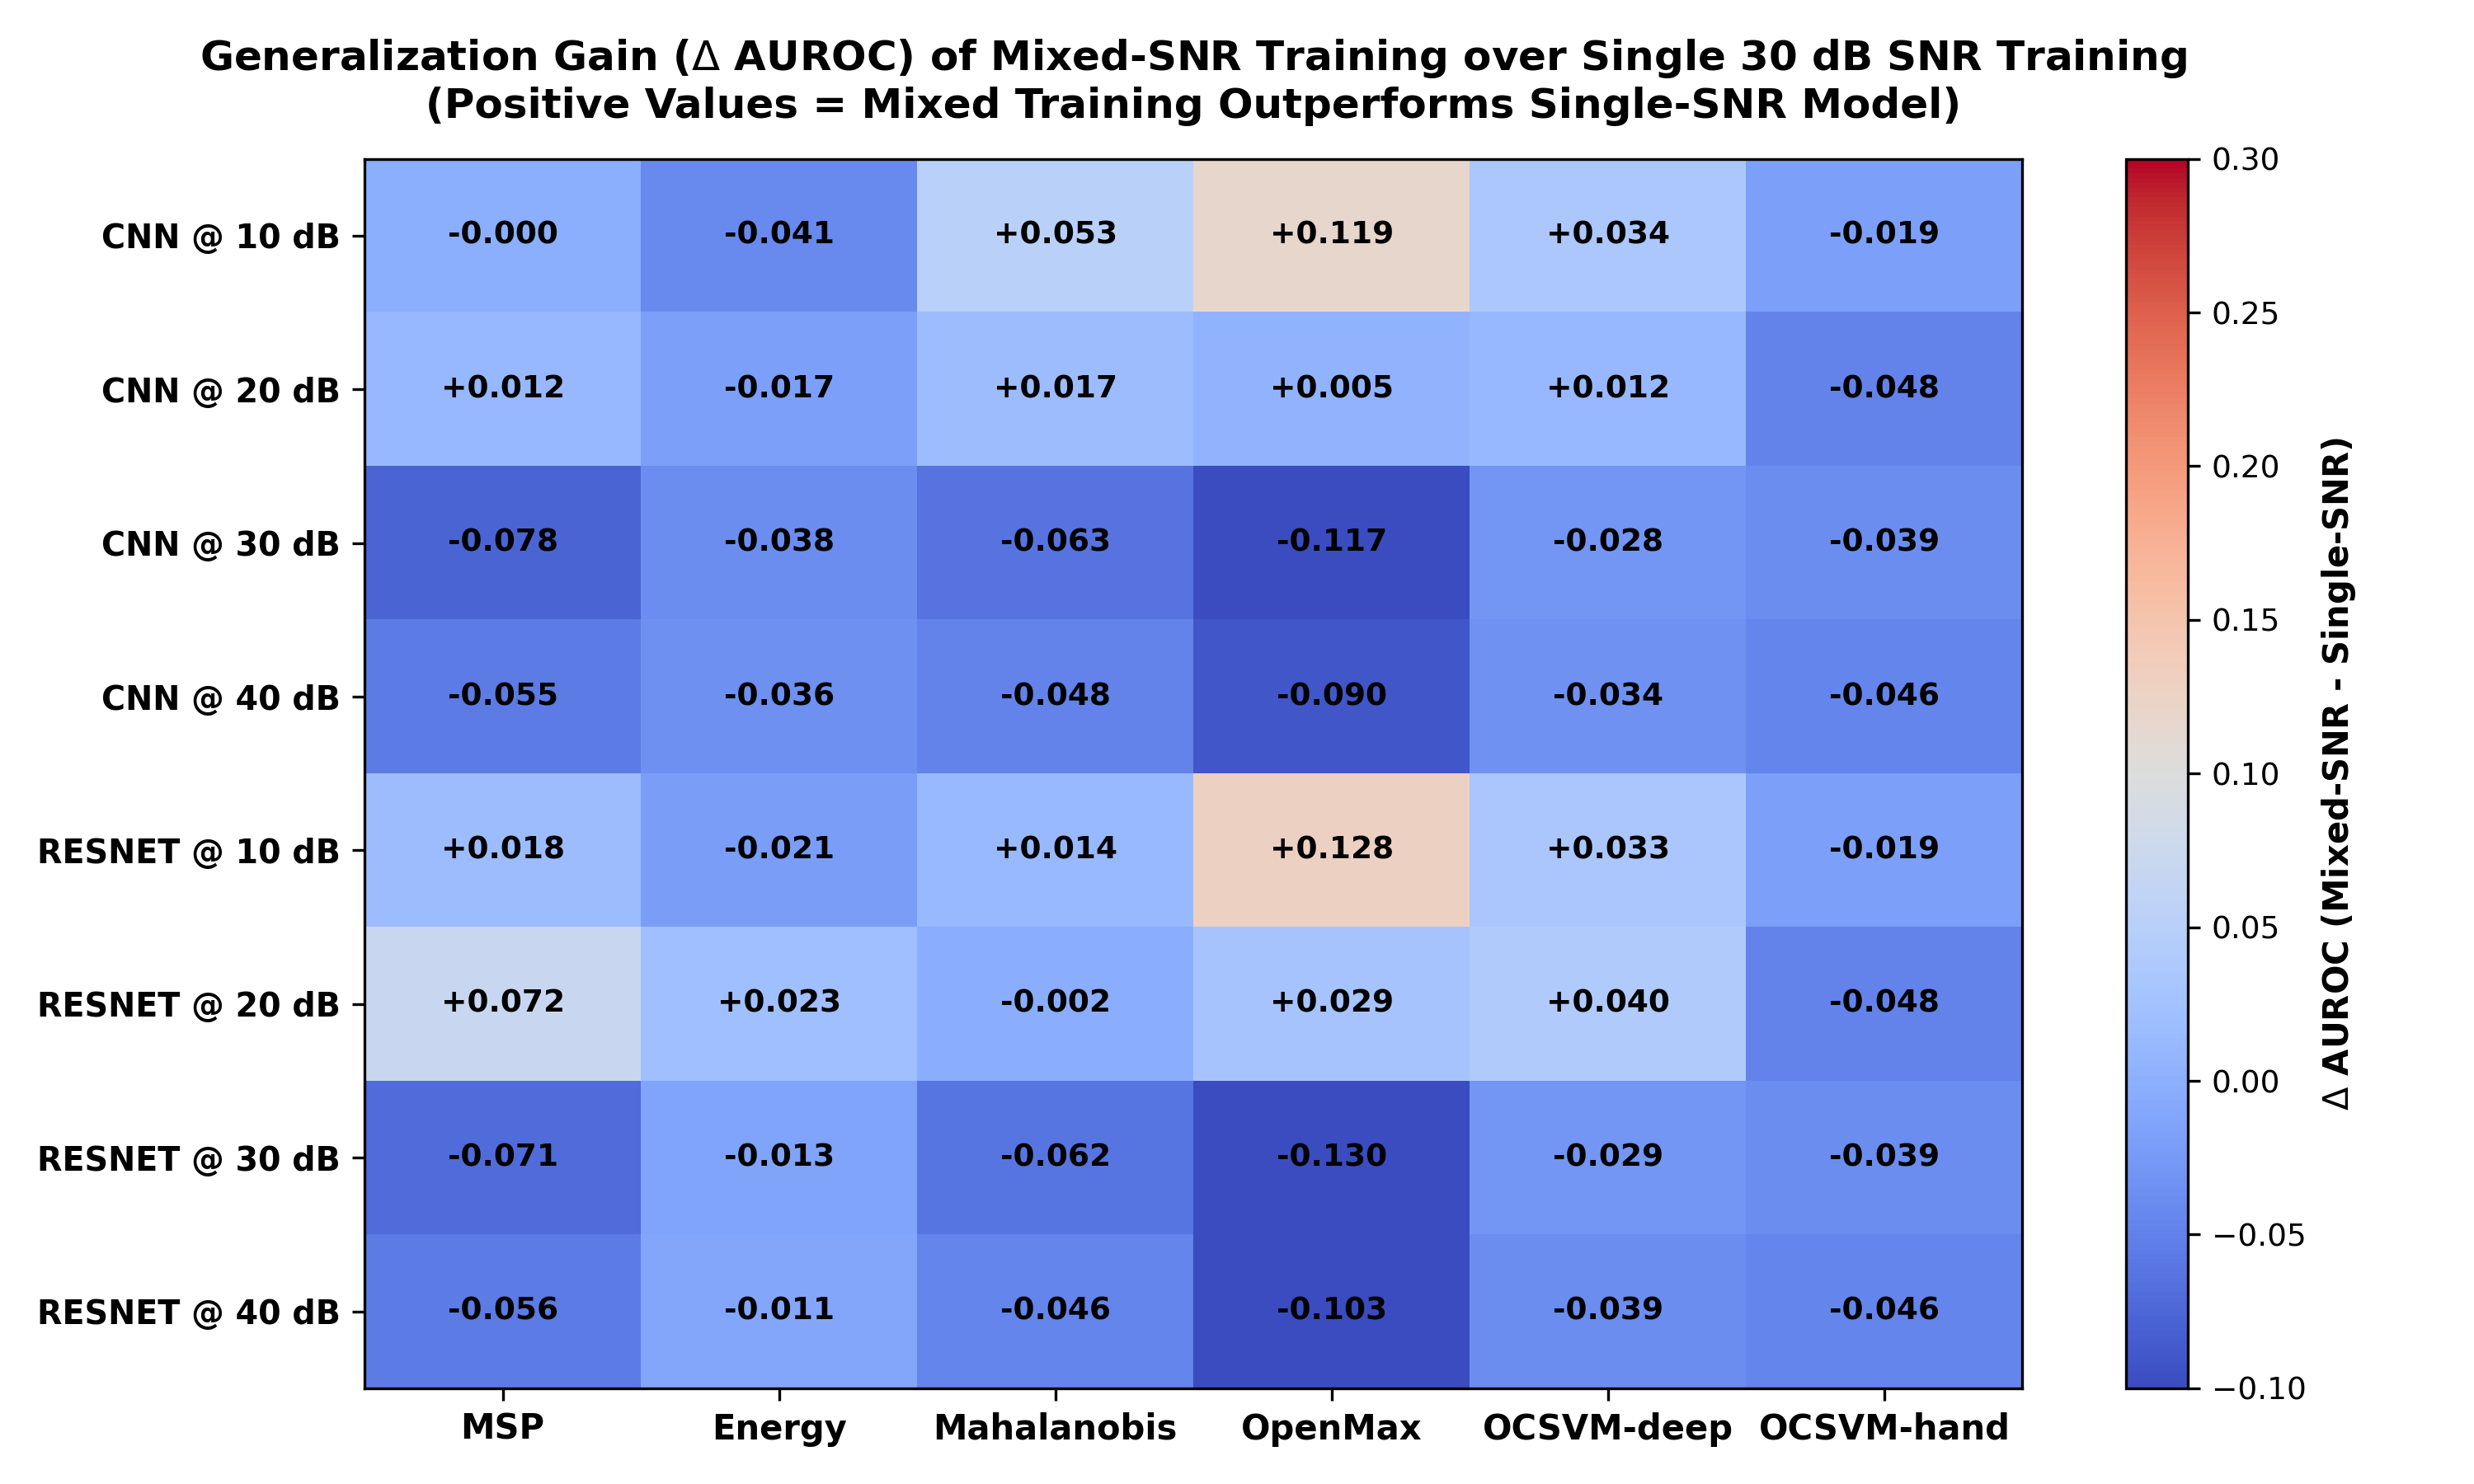 Generalization Gain (Δ AUROC) of Mixed-SNR Training over Single 30 dB SNR Training
(Positive Values = Mixed Training Outperforms Single-SNR Model)
CNN @ 10 dB -0.000 -0.041 +0.053 +0.119 +0.034 -0.019
CNN @ 20 dB +0.012 -0.017 +0.017 +0.005 +0.012 -0.048
CNN @ 30 dB -0.078 -0.038 -0.063 -0.117 -0.028 -0.039
CNN @ 40 dB -0.055 -0.036 -0.048 -0.090 -0.034 -0.046
RESNET @ 10 dB +0.018 -0.021 +0.014 +0.128 +0.033 -0.019
RESNET @ 20 dB +0.072 +0.023 -0.002 +0.029 +0.040 -0.048
RESNET @ 30 dB -0.071 -0.013 -0.062 -0.130 -0.029 -0.039
RESNET @ 40 dB -0.056 -0.011 -0.046 -0.103 -0.039 -0.046
MSP Energy Mahalanobis OpenMax OCSVM-deep OCSVM-hand
0.30
0.25
0.20
0.15
0.10
0.05
0.00
−0.05
−0.10
Δ AUROC (Mixed-SNR - Single-SNR)